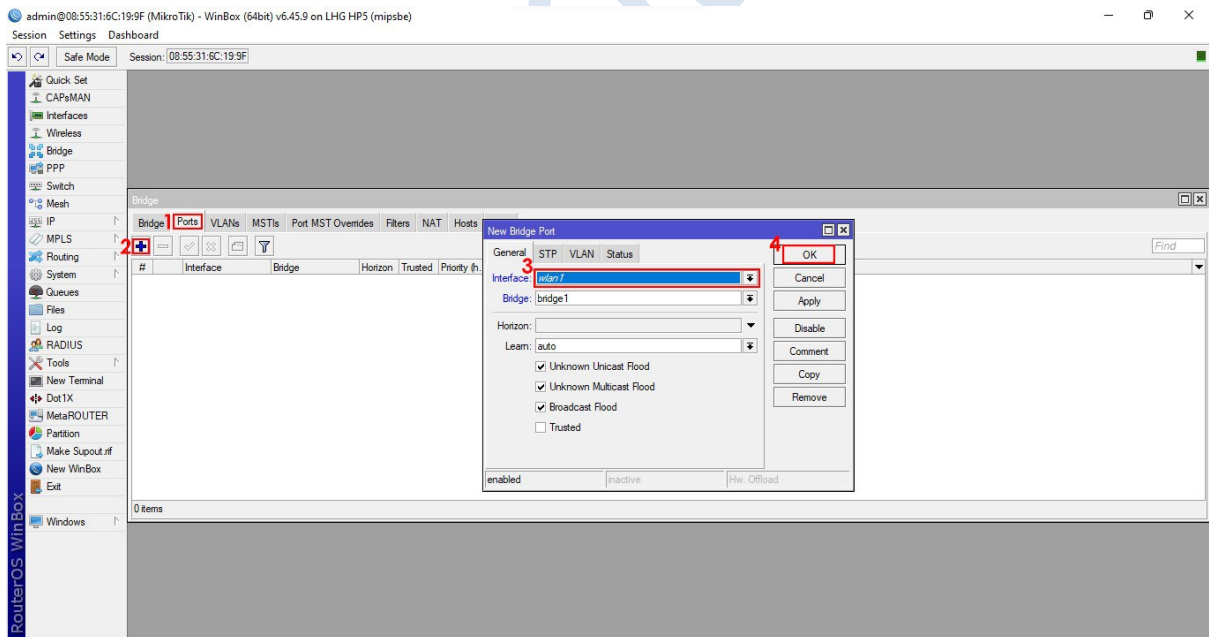 admin@08:55:31:6C:19:9F (MikroTik) - WinBox (64bit) v6.45.9 on LHG HP5 (mipsbe)
Session Settings Dashboard
Safe Mode Session: 08:55:31:6C:19:9F
Quick Set
CAPsMAN
Interfaces
Wireless
Bridge
PPP
Switch
Mesh
IP
MPLS
Routing
System
Queues
Files
Log
RADIUS
Tools
New Terminal
Dot1X
MetaROUTER
Partition
Make Supout.rif
New WinBox
Exit
Windows
RouterOS WinBox
Bridge
Bridge 1 Ports VLANs MSTIs Port MST Overrides Filters NAT Hosts
2
Find
# Interface Bridge Horizon Trusted Priority (h..
0 items
New Bridge Port
General STP VLAN Status
3
Interface: wlan1
Bridge: bridge1
Horizon:
Learn: auto
Unknown Unicast Flood
Unknown Multicast Flood
Broadcast Flood
Trusted
4
OK
Cancel
Apply
Disable
Comment
Copy
Remove
enabled inactive Hw. Offload